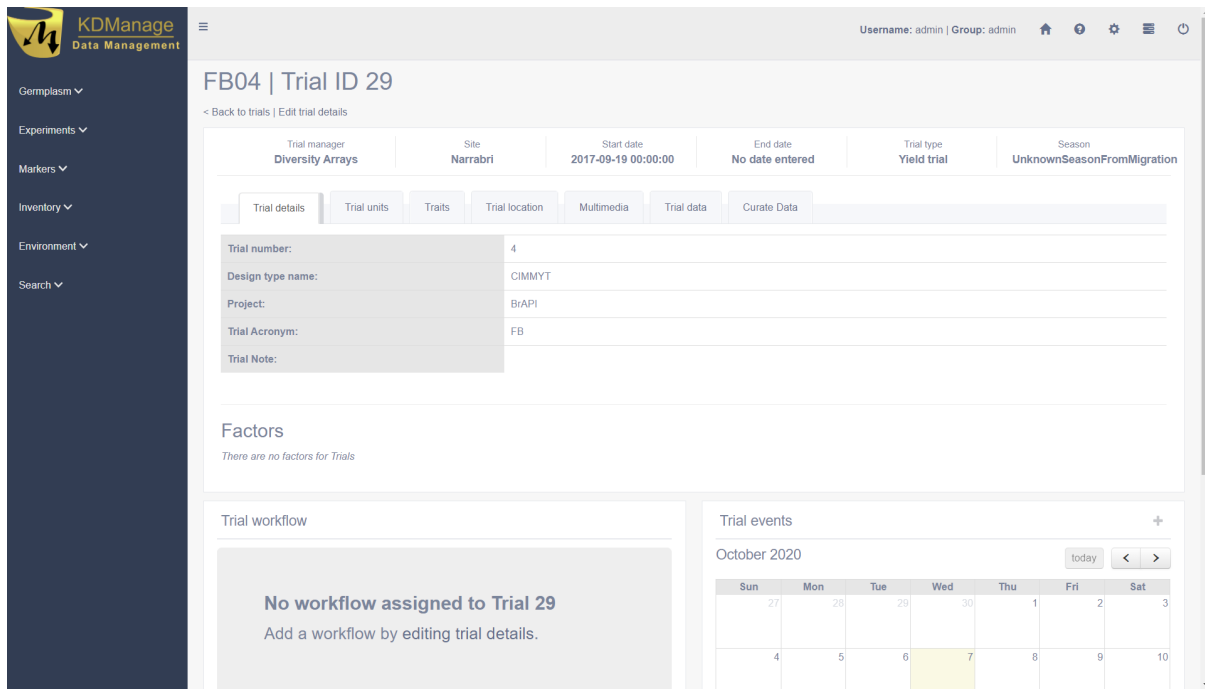 KDManage
Data Management
Username: admin | Group: admin
Germplasm
Experiments
Markers
Inventory
Environment
Search
FB04 | Trial ID 29
< Back to trials | Edit trial details
Trial manager
Diversity Arrays
Site
Narrabri
Start date
2017-09-19 00:00:00
End date
No date entered
Trial type
Yield trial
Season
UnknownSeasonFromMigration
Trial details Trial units Traits Trial location Multimedia Trial data Curate Data
Trial number: 4
Design type name: CIMMYT
Project: BrAPI
Trial Acronym: FB
Trial Note:
Factors
There are no factors for Trials
Trial workflow
No workflow assigned to Trial 29
Add a workflow by editing trial details.
Trial events +
October 2020 today < >
Sun Mon Tue Wed Thu Fri Sat
27 28 29 30 1 2 3
4 5 6 7 8 9 10